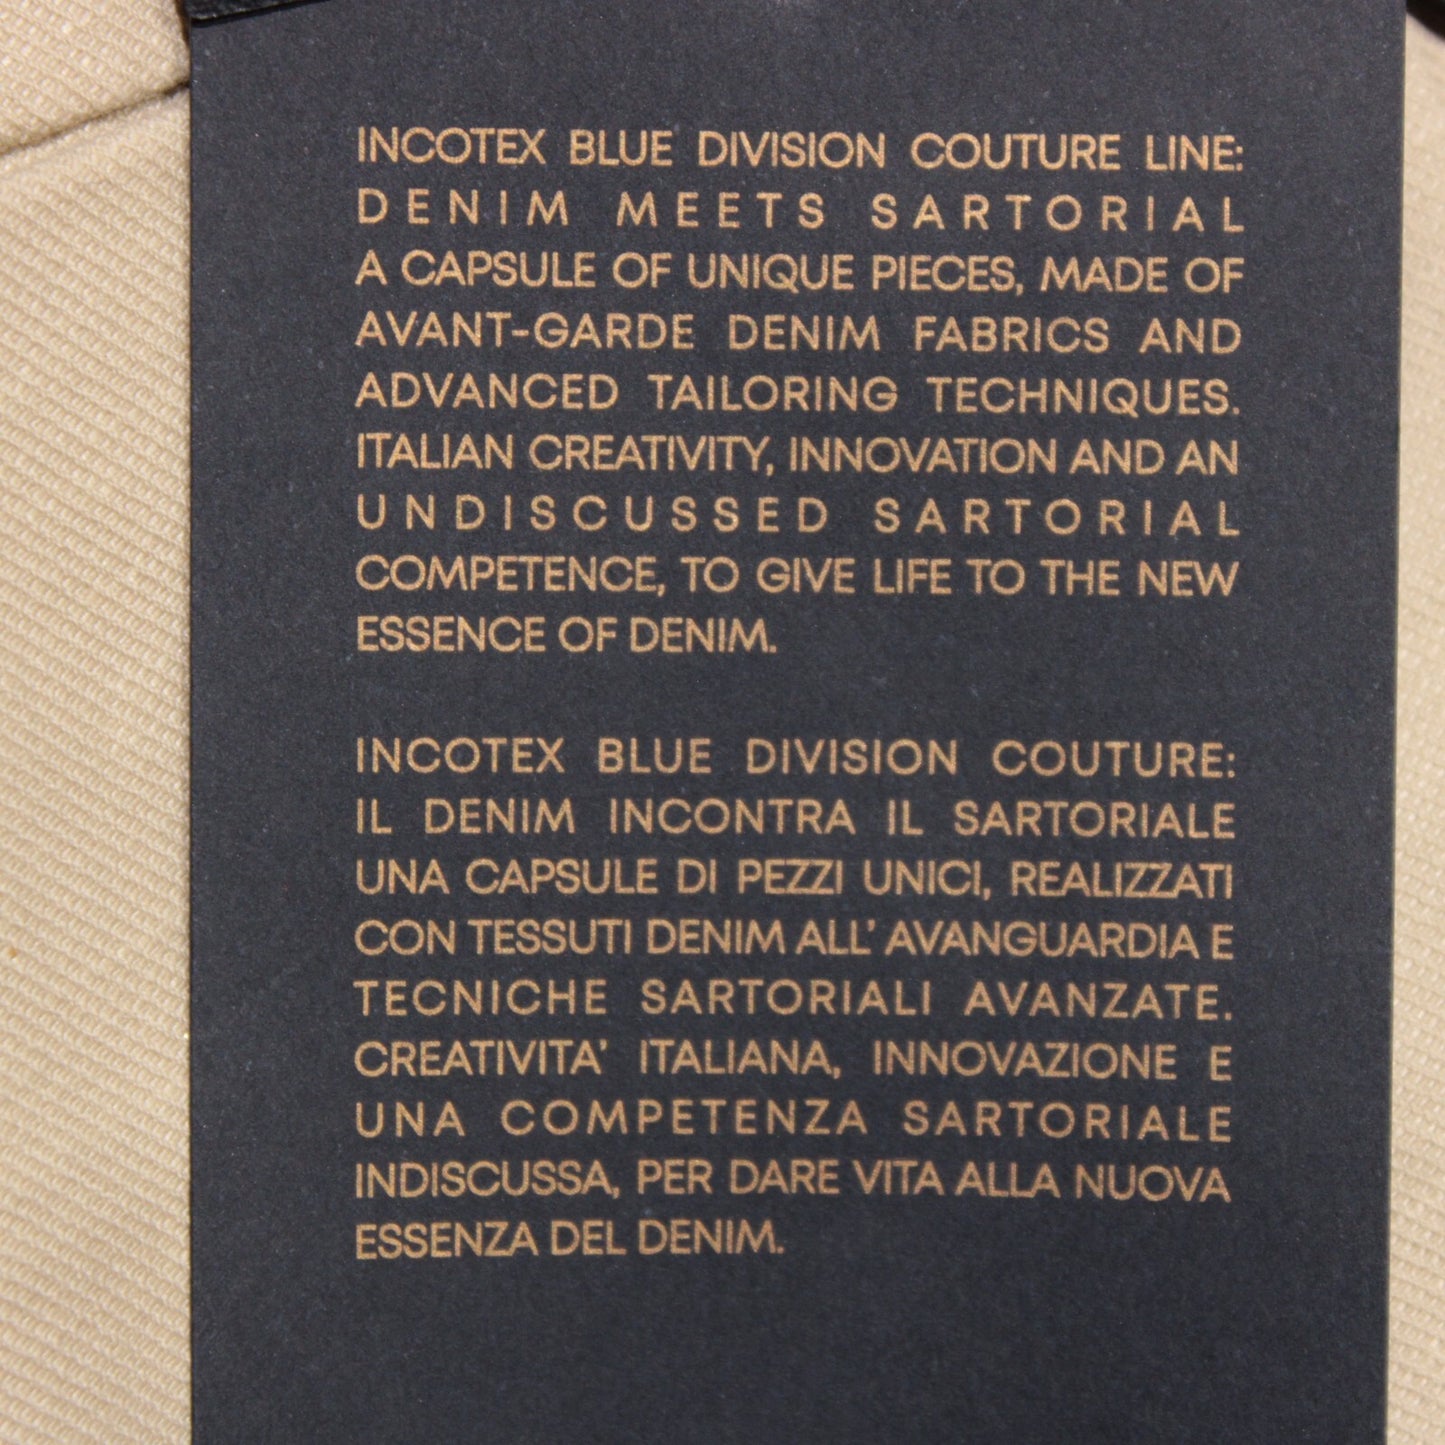 INCOTEX BLUE DIVISION COUTURE LINE:
DENIM MEETS SARTORIAL
A CAPSULE OF UNIQUE PIECES, MADE OF
AVANT-GARDE DENIM FABRICS AND
ADVANCED TAILORING TECHNIQUES.
ITALIAN CREATIVITY, INNOVATION AND AN
UNDISCUSSED SARTORIAL
COMPETENCE, TO GIVE LIFE TO THE NEW
ESSENCE OF DENIM.
INCOTEX BLUE DIVISION COUTURE:
IL DENIM INCONTRA IL SARTORIALE
UNA CAPSULE DI PEZZI UNICI, REALIZZATI
CON TESSUTI DENIM ALL' AVANGUARDIA E
TECNICHE SARTORIALI AVANZATE.
CREATIVITA' ITALIANA, INNOVAZIONE E
UNA COMPETENZA SARTORIALE
INDISCUSSA, PER DARE VITA ALLA NUOVA
ESSENZA DEL DENIM.